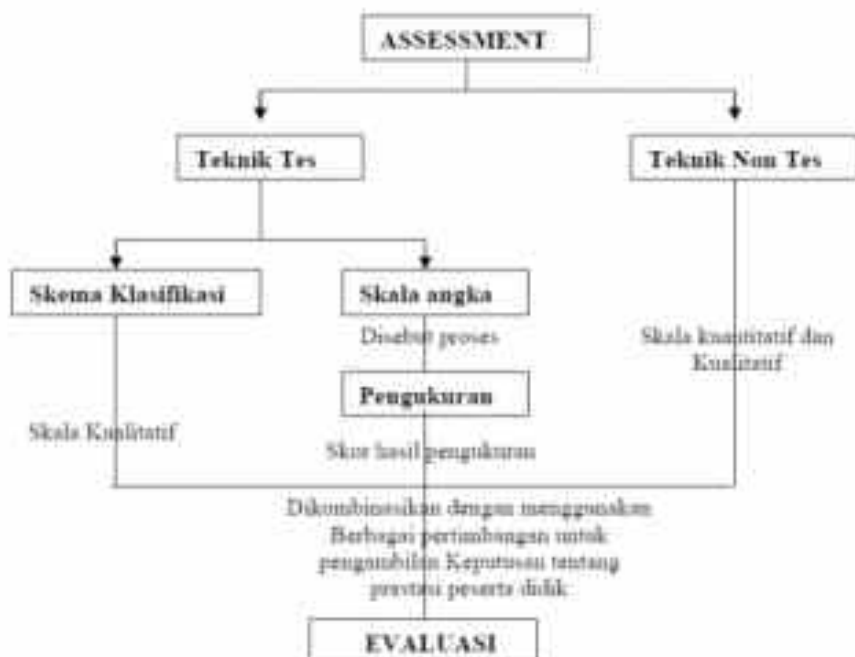 ASSESSMENT
Teknik Tes
Teknik Non Tes
Skema Klasifikasi
Skala angka
Disebut proses
Skala kuantitatif dan
Kualitatif
Pengukuran
Skala Kualitatif
Skor hasil pengukuran
Dikombinasikan dengan menggunakan
Berbagai pertimbangan untuk
pengambilan Keputusan tentang
prestasi peserta didik
EVALUASI